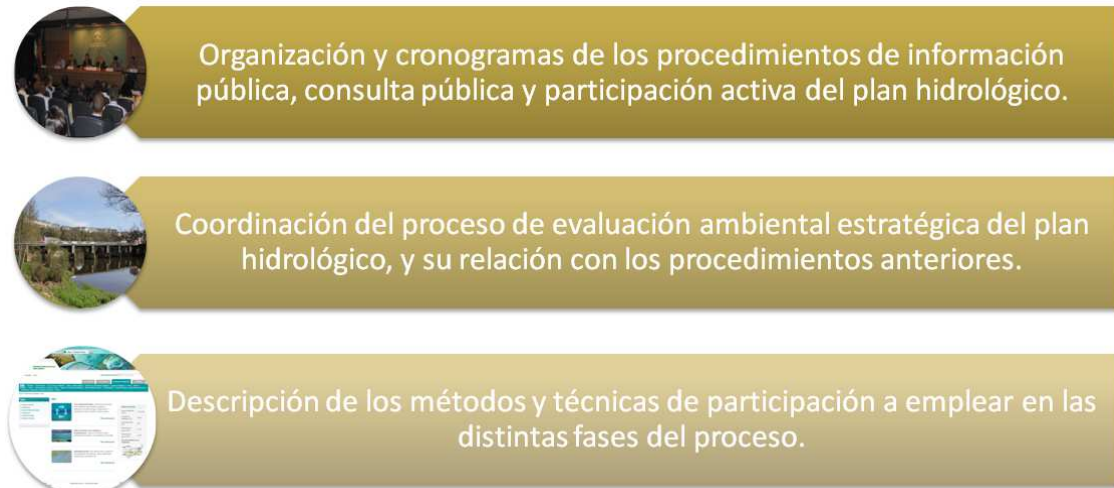 Organización y cronogramas de los procedimientos de información
pública, consulta pública y participación activa del plan hidrológico.
Coordinación del proceso de evaluación ambiental estratégica del plan
hidrológico, y su relación con los procedimientos anteriores.
Descripción de los métodos y técnicas de participación a emplear en las
distintas fases del proceso.